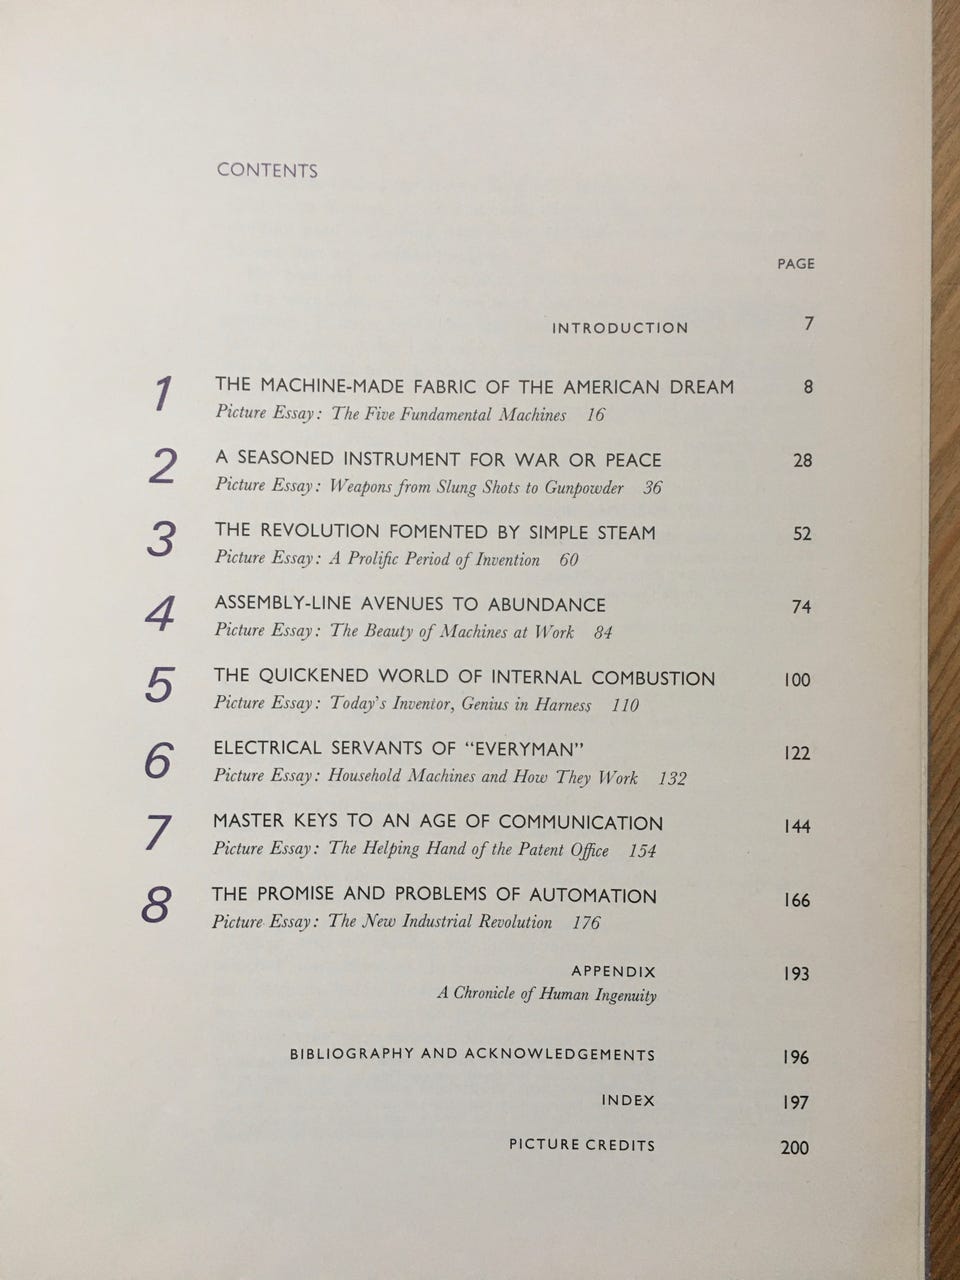 CONTENTS
PAGE
INTRODUCTION 7
1 THE MACHINE-MADE FABRIC OF THE AMERICAN DREAM 8
Picture Essay: The Five Fundamental Machines 16
2 A SEASONED INSTRUMENT FOR WAR OR PEACE 28
Picture Essay: Weapons from Slung Shots to Gunpowder 36
3 THE REVOLUTION FOMENTED BY SIMPLE STEAM 52
Picture Essay: A Prolific Period of Invention 60
4 ASSEMBLY-LINE AVENUES TO ABUNDANCE 74
Picture Essay: The Beauty of Machines at Work 84
5 THE QUICKENED WORLD OF INTERNAL COMBUSTION 100
Picture Essay: Today's Inventor, Genius in Harness 110
6 ELECTRICAL SERVANTS OF “EVERYMAN” 122
Picture Essay: Household Machines and How They Work 132
7 MASTER KEYS TO AN AGE OF COMMUNICATION 144
Picture Essay: The Helping Hand of the Patent Office 154
8 THE PROMISE AND PROBLEMS OF AUTOMATION 166
Picture Essay: The New Industrial Revolution 176
APPENDIX 193
A Chronicle of Human Ingenuity
BIBLIOGRAPHY AND ACKNOWLEDGEMENTS 196
INDEX 197
PICTURE CREDITS 200